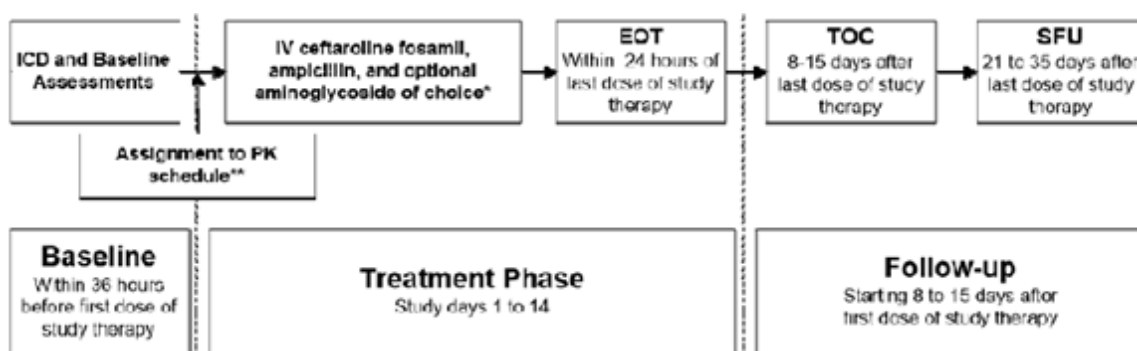 ICD and Baseline
Assessments
IV ceftaroline fosamil,
ampicillin, and optional
aminoglycoside of choice*
EOT
Within 24 hours of
last dose of study
therapy
TOC
8-15 days after
last dose of study
therapy
SFU
21 to 35 days after
last dose of study
therapy
Assignment to PK
schedule**
Baseline
Within 36 hours
before first dose of
study therapy
Treatment Phase
Study days 1 to 14
Follow-up
Starting 8 to 15 days after
first dose of study therapy